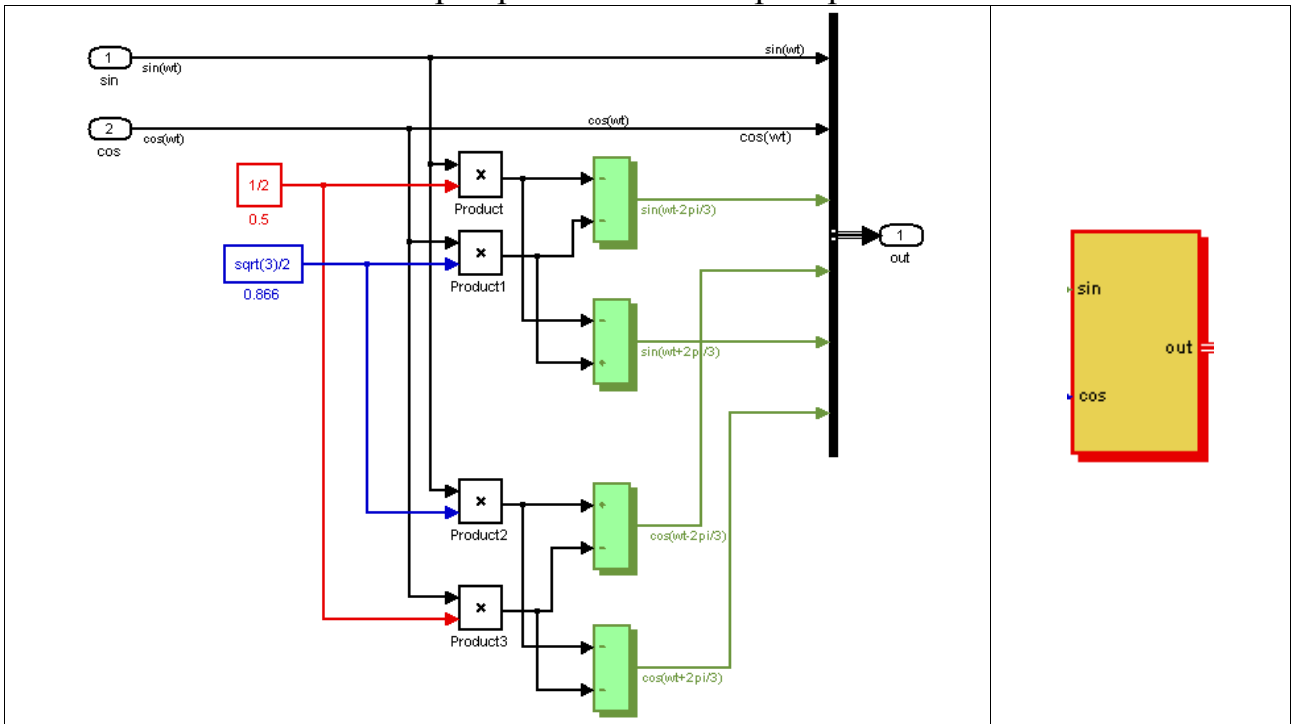 1
sin
sin(wt)
sin(wt)
2
cos
cos(wt)
cos(wt)
cos(wt)
1/2
0.5
×
Product
-
-
sin(wt-2pi/3)
sqrt(3)/2
0.866
×
Product1
1
out
-
+
sin(wt+2pi/3)
×
Product2
+
-
cos(wt-2pi/3)
×
Product3
-
-
cos(wt+2pi/3)
sin
out
cos